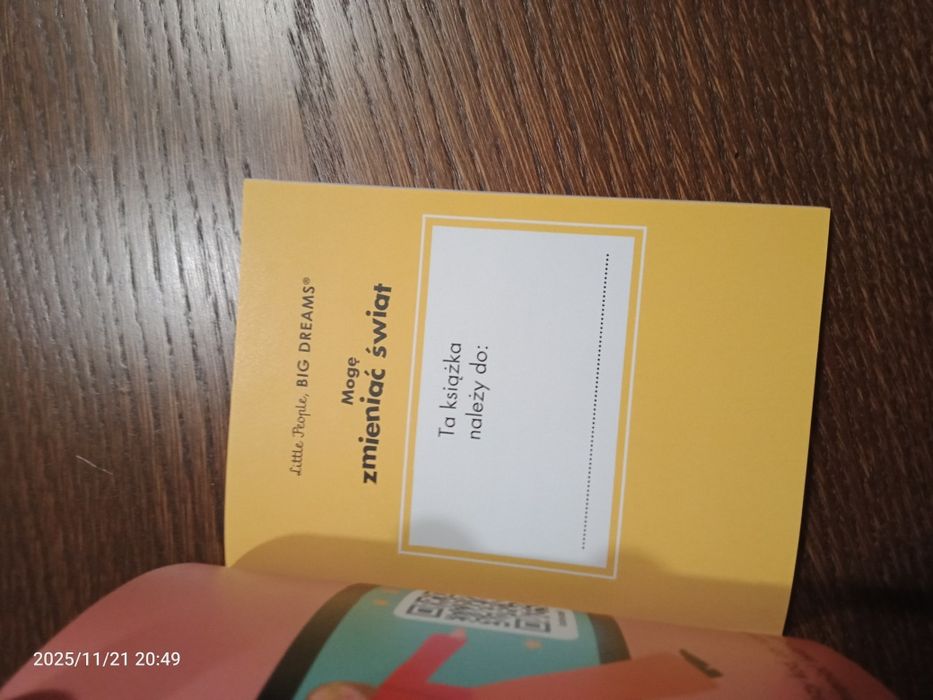 Little People, BIG DREAMS®
Mogę
zmieniać świat
Ta książka
należy do:
2025/11/21 20:49